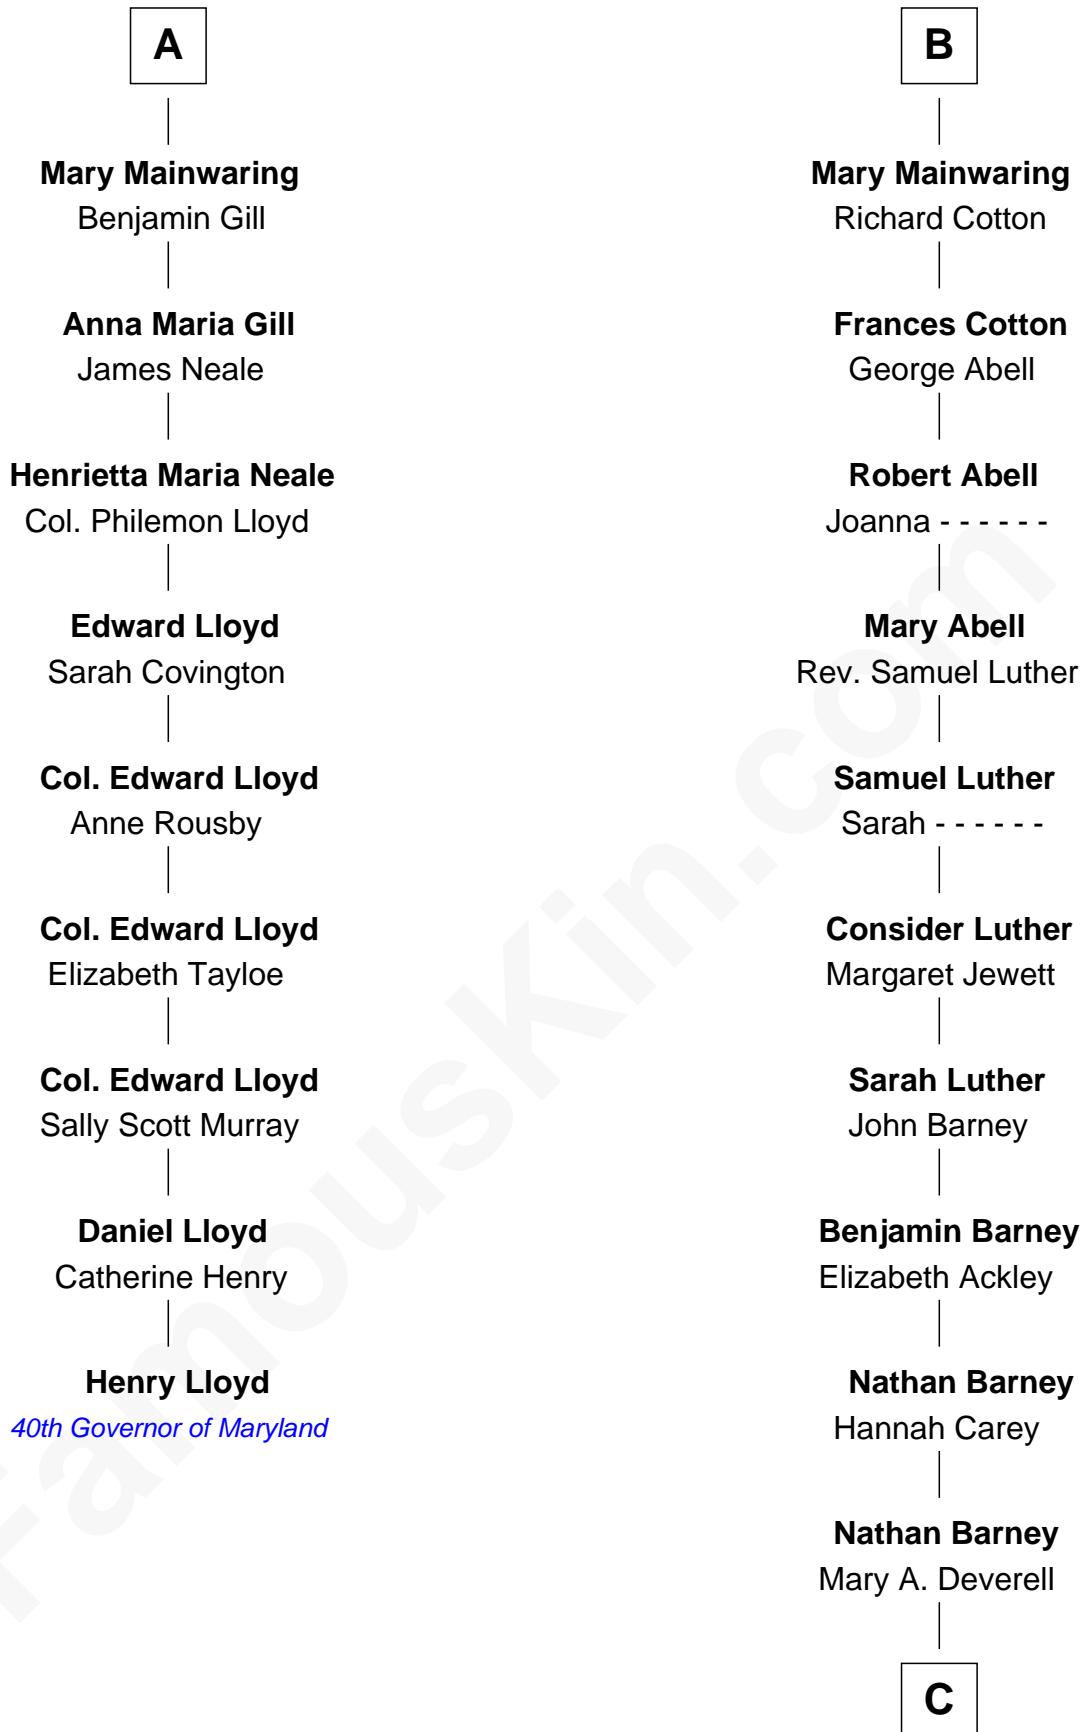 A
Mary Mainwaring
Benjamin Gill
Anna Maria Gill
James Neale
Henrietta Maria Neale
Col. Philemon Lloyd
Edward Lloyd
Sarah Covington
Col. Edward Lloyd
Anne Rousby
Col. Edward Lloyd
Elizabeth Tayloe
Col. Edward Lloyd
Sally Scott Murray
Daniel Lloyd
Catherine Henry
Henry Lloyd
40th Governor of Maryland
B
Mary Mainwaring
Richard Cotton
Frances Cotton
George Abell
Robert Abell
Joanna - - - - - -
Mary Abell
Rev. Samuel Luther
Samuel Luther
Sarah - - - - - -
Consider Luther
Margaret Jewett
Sarah Luther
John Barney
Benjamin Barney
Elizabeth Ackley
Nathan Barney
Hannah Carey
Nathan Barney
Mary A. Deverell
C
FamousKin.com